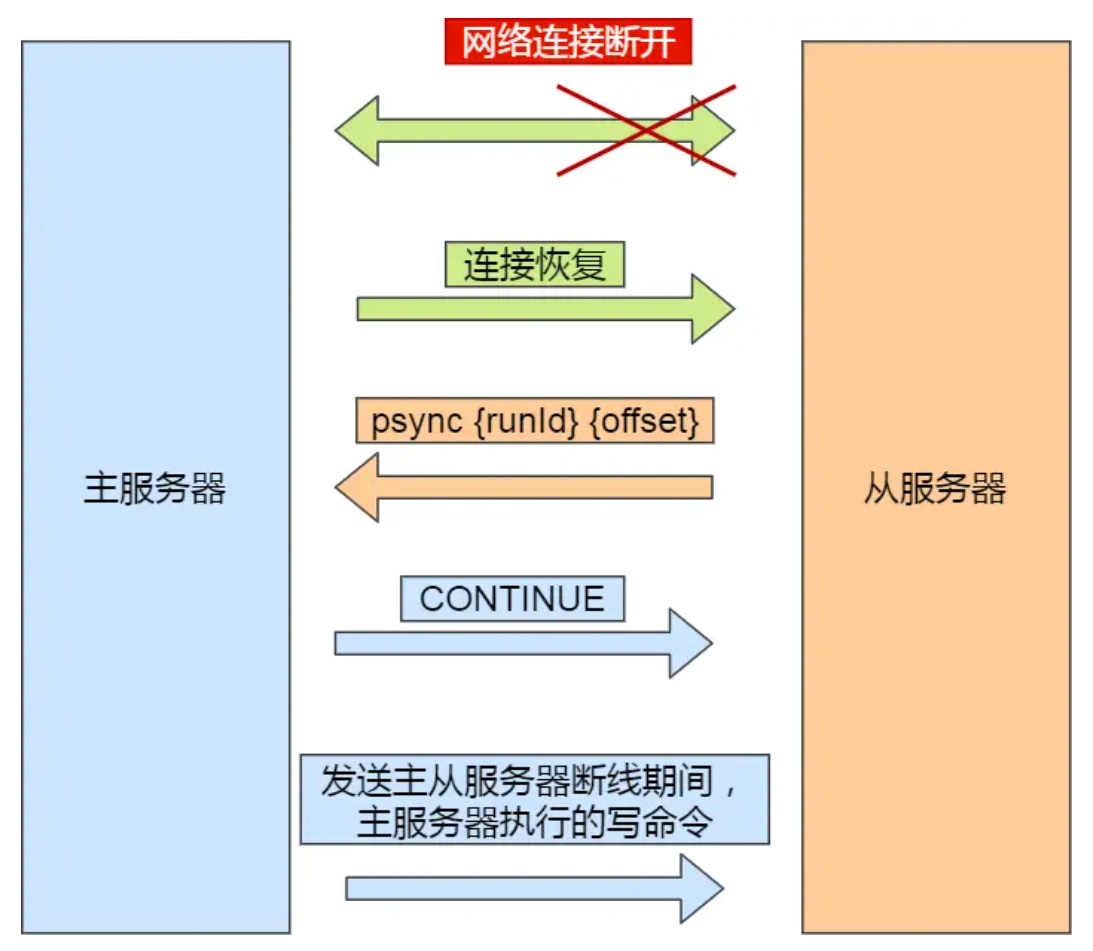 网络连接断开
连接恢复
psync {runId} {offset}
主服务器
从服务器
CONTINUE
发送主从服务器断线期间，
主服务器执行的写命令